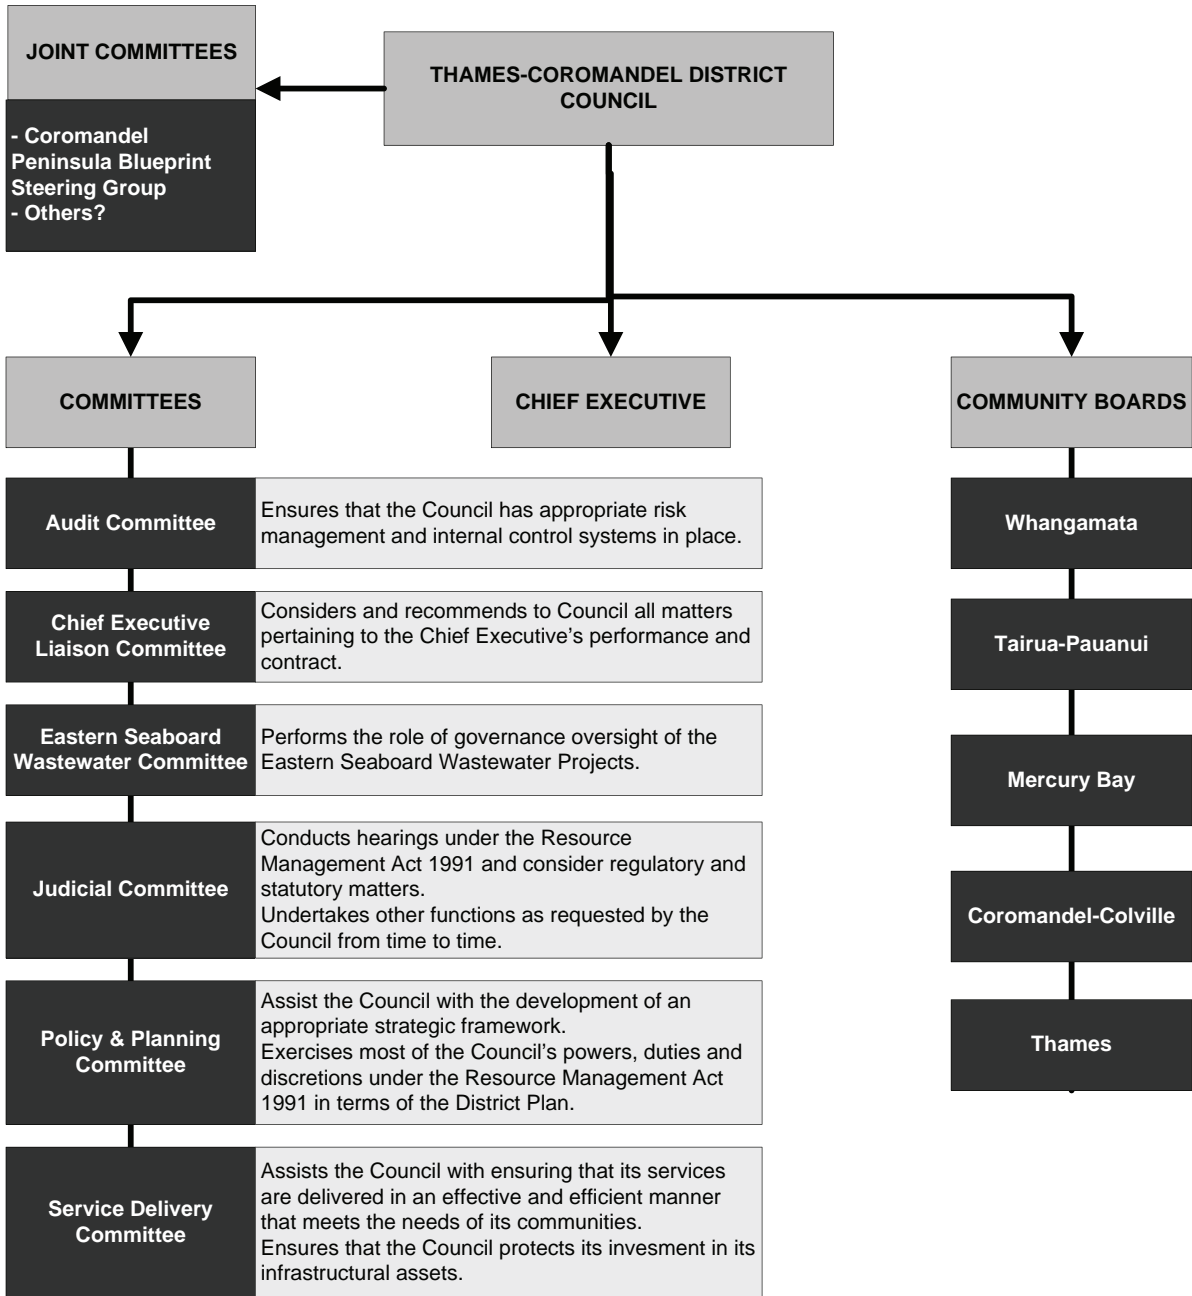 JOINT COMMITTEES
- Coromandel
Peninsula Blueprint
Steering Group
- Others?
THAMES-COROMANDEL DISTRICT
COUNCIL
COMMITTEES
CHIEF EXECUTIVE
COMMUNITY BOARDS
Audit Committee
Ensures that the Council has appropriate risk
management and internal control systems in place.
Chief Executive
Liaison Committee
Considers and recommends to Council all matters
pertaining to the Chief Executive’s performance and
contract.
Eastern Seaboard
Wastewater Committee
Performs the role of governance oversight of the
Eastern Seaboard Wastewater Projects.
Judicial Committee
Conducts hearings under the Resource
Management Act 1991 and consider regulatory and
statutory matters.
Undertakes other functions as requested by the
Council from time to time.
Policy & Planning
Committee
Assist the Council with the development of an
appropriate strategic framework.
Exercises most of the Council’s powers, duties and
discretions under the Resource Management Act
1991 in terms of the District Plan.
Service Delivery
Committee
Assists the Council with ensuring that its services
are delivered in an effective and efficient manner
that meets the needs of its communities.
Ensures that the Council protects its invesment in its
infrastructural assets.
Whangamata
Tairua-Pauanui
Mercury Bay
Coromandel-Colville
Thames